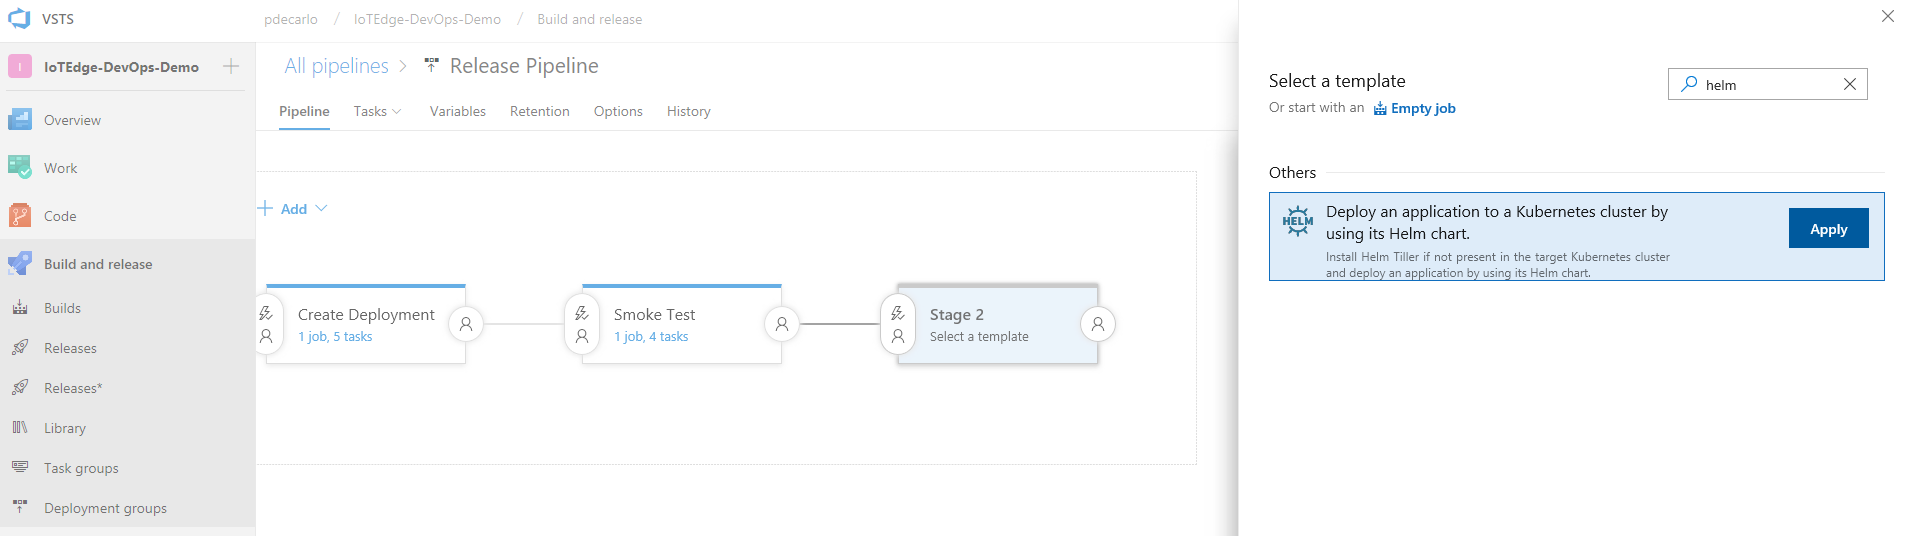 VSTS
pdecarlo / IoTEdge-DevOps-Demo / Build and release
I IoTEdge-DevOps-Demo
Overview
Work
Code
Build and release
Builds
Releases
Releases*
Library
Task groups
Deployment groups
All pipelines > Release Pipeline
Pipeline Tasks Variables Retention Options History
Add
Create Deployment
1 job, 5 tasks
Smoke Test
1 job, 4 tasks
Stage 2
Select a template
Select a template
Or start with an Empty job
helm
Others
HELM
Deploy an application to a Kubernetes cluster by
using its Helm chart.
Install Helm Tiller if not present in the target Kubernetes cluster
and deploy an application by using its Helm chart.
Apply